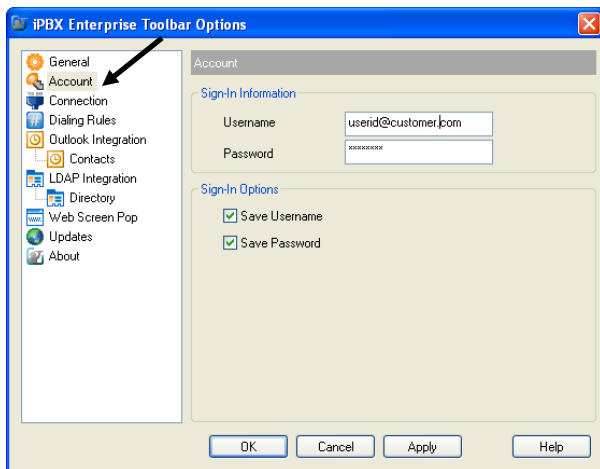 iPBX Enterprise Toolbar Options
General
Account
Connection
Dialing Rules
Outlook Integration
Contacts
LDAP Integration
Directory
Web Screen Pop
Updates
About
Account
Sign-In Information
Username userid@customer.com
Password xxxxxxxx
Sign-In Options
Save Username
Save Password
OK Cancel Apply Help